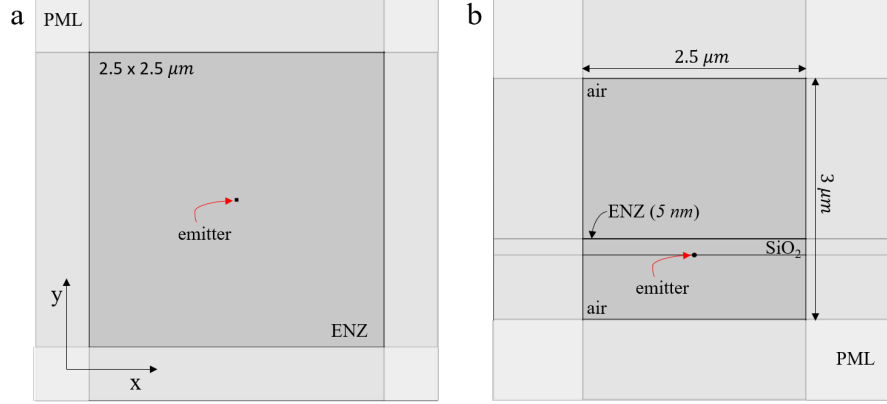 a
PML
2.5 x 2.5 μm
emitter
y
x
ENZ
b
2.5 μm
air
3 μm
ENZ (5 nm)
SiO₂
emitter
air
PML